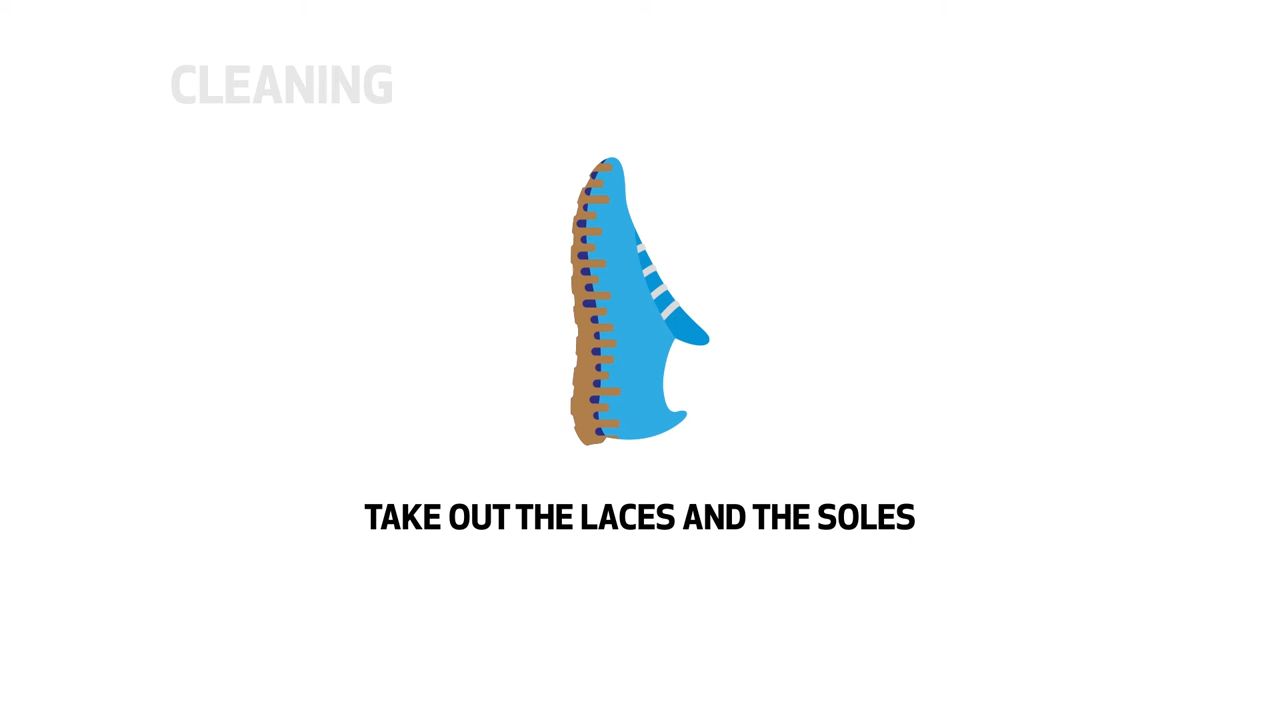 CLEANING
TAKE OUT THE LACES AND THE SOLES